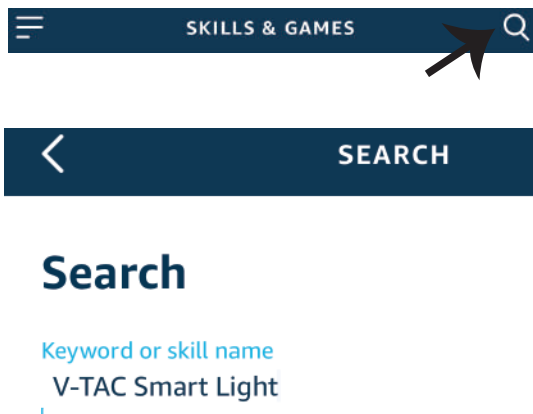 SKILLS & GAMES
SEARCH
Search
Keyword or skill name
V-TAC Smart Light